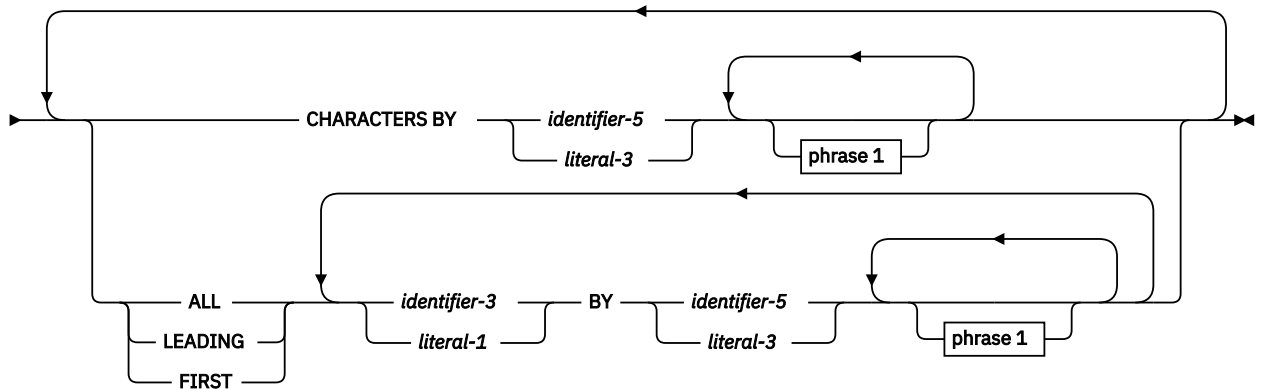 CHARACTERS BY identifier-5
literal-3
phrase 1
ALL identifier-3 BY identifier-5
LEADING literal-1 literal-3 phrase 1
FIRST